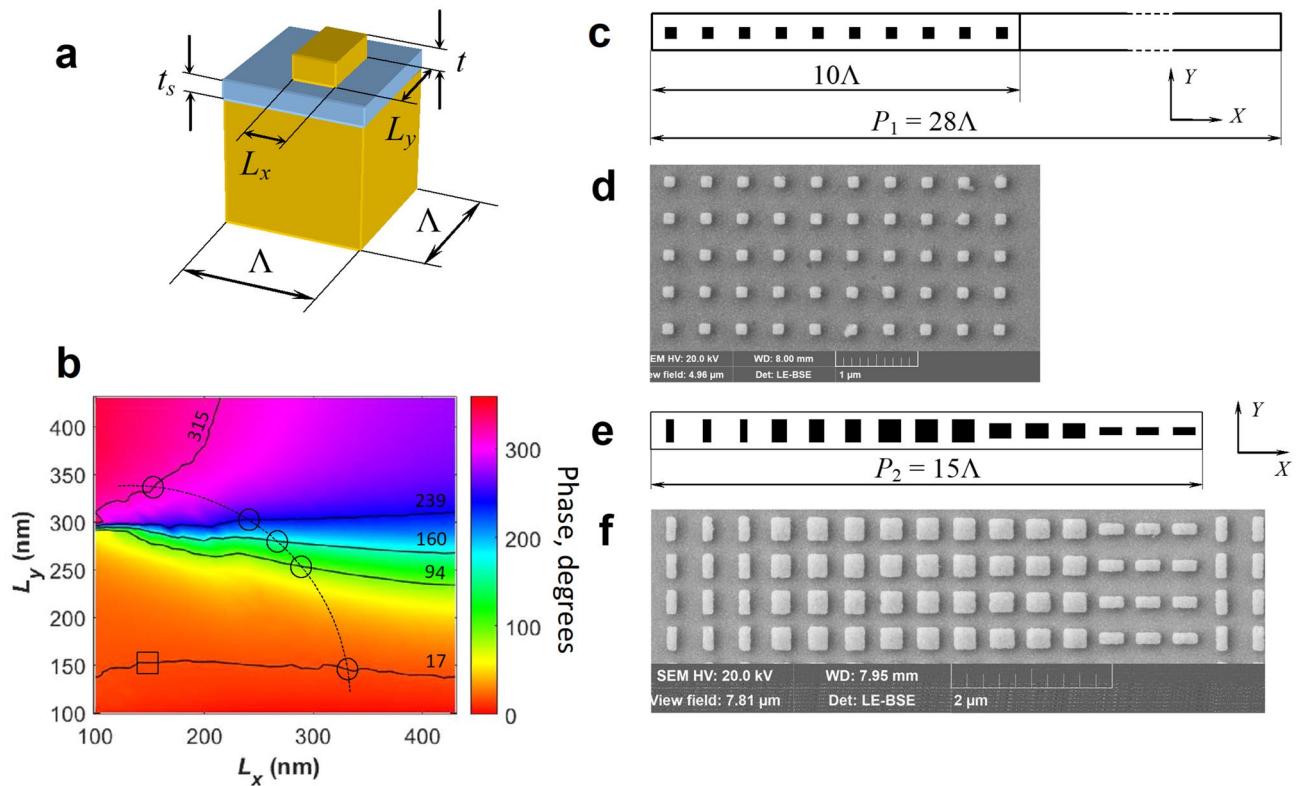 a
t
t_s
L_x
L_y
Λ
Λ
b
L_y (nm)
400
350
300
250
200
150
100
100
200
300
400
L_x (nm)
315
239
160
94
17
300
200
100
0
Phase, degrees
c
10Λ
P_1 = 28Λ
Y
X
d
SEM HV: 20.0 kV WD: 8.00 mm
iew field: 4.96 µm Det: LE-BSE 1 µm
e
P_2 = 15Λ
Y
X
f
SEM HV: 20.0 kV WD: 7.95 mm
View field: 7.81 µm Det: LE-BSE 2 µm